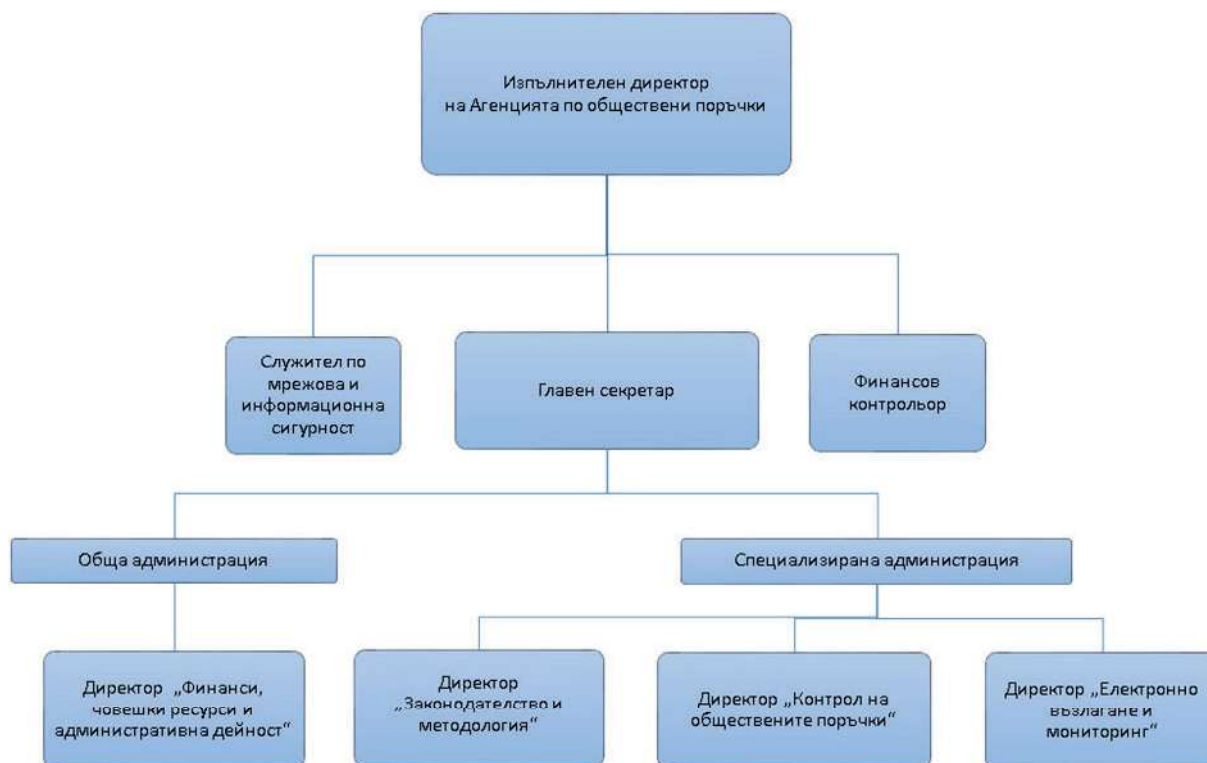 Изпълнителен директор
на Агенцията по обществени поръчки
Служител по
мрежова и
информационна
сигурност
Главен секретар
Финансов
контрольор
Обща администрация
Специализирана администрация
Директор „Финанси,
човешки ресурси и
административна дейност“
Директор
„Законодателство и
методология“
Директор „Контрол на
обществените поръчки“
Директор „Електронно
възлагане и
мониторинг“